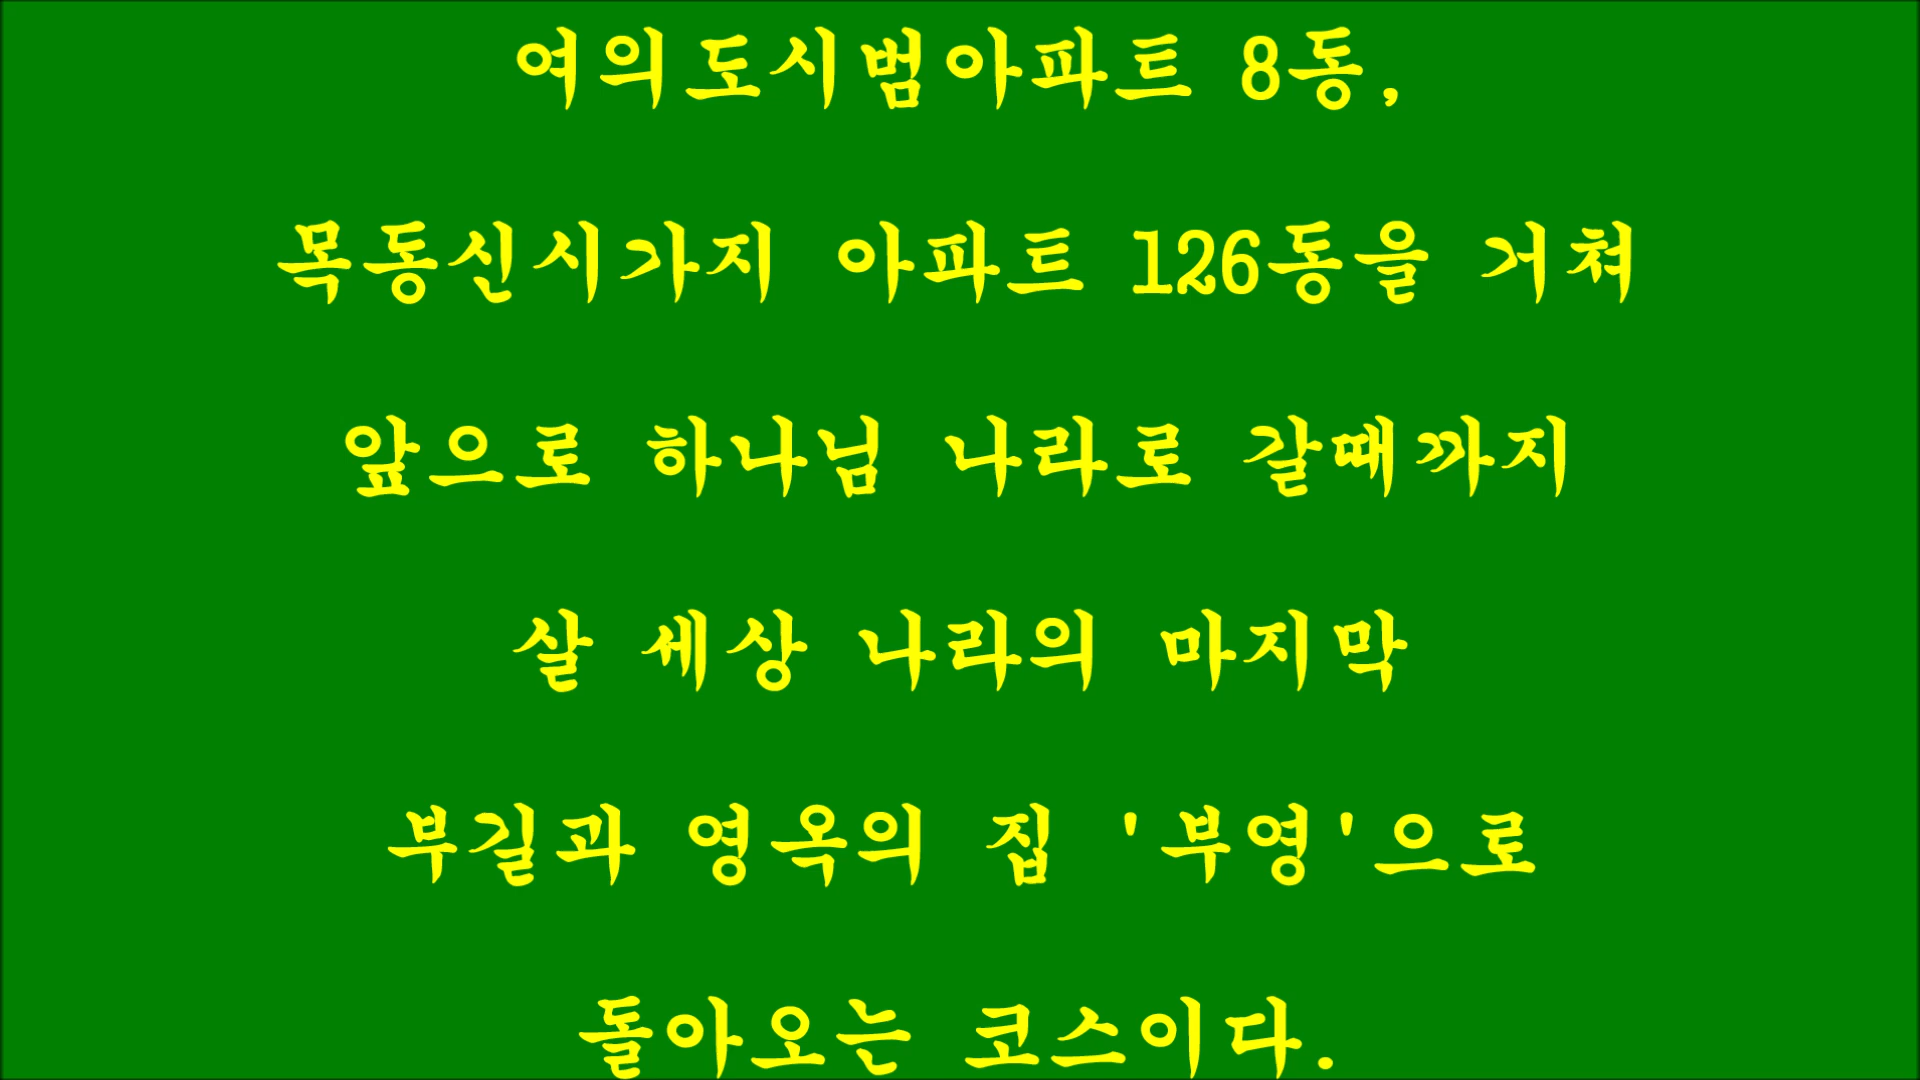 여의도시범아파트 8동,
목동신시가지 아파트 126동을 거쳐
앞으로 하나님 나라로 갈때까지
살 세상 나라의 마지막
부길과 영옥의 집 '부영'으로
돌아오는 코스이다.